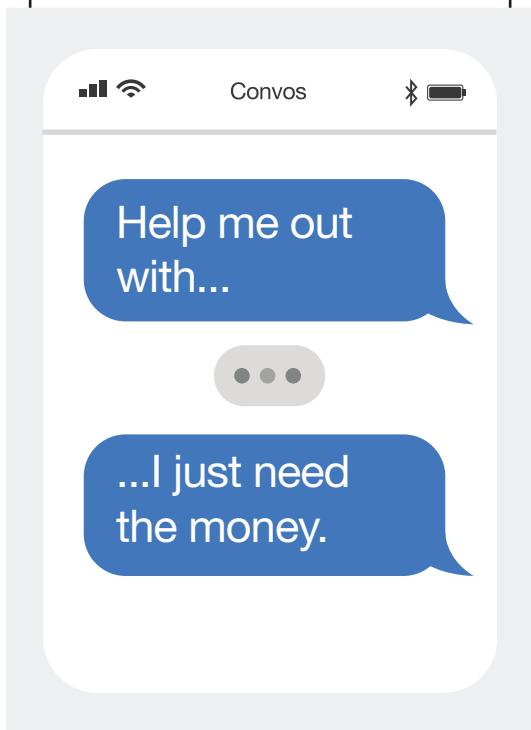 Convos
Help me out
with...
...I just need
the money.